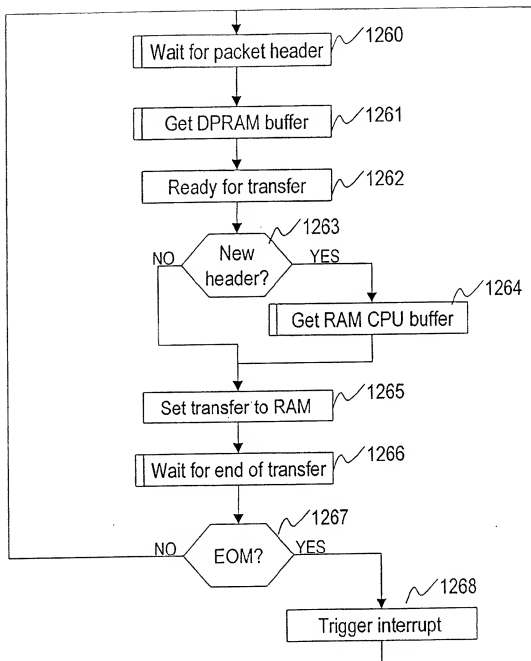 Wait for packet header
1260
Get DPRAM buffer
1261
Ready for transfer
1262
1263
NO
New
header?
YES
1264
Get RAM CPU buffer
Set transfer to RAM
1265
Wait for end of transfer
1266
1267
NO
EOM?
YES
1268
Trigger interrupt